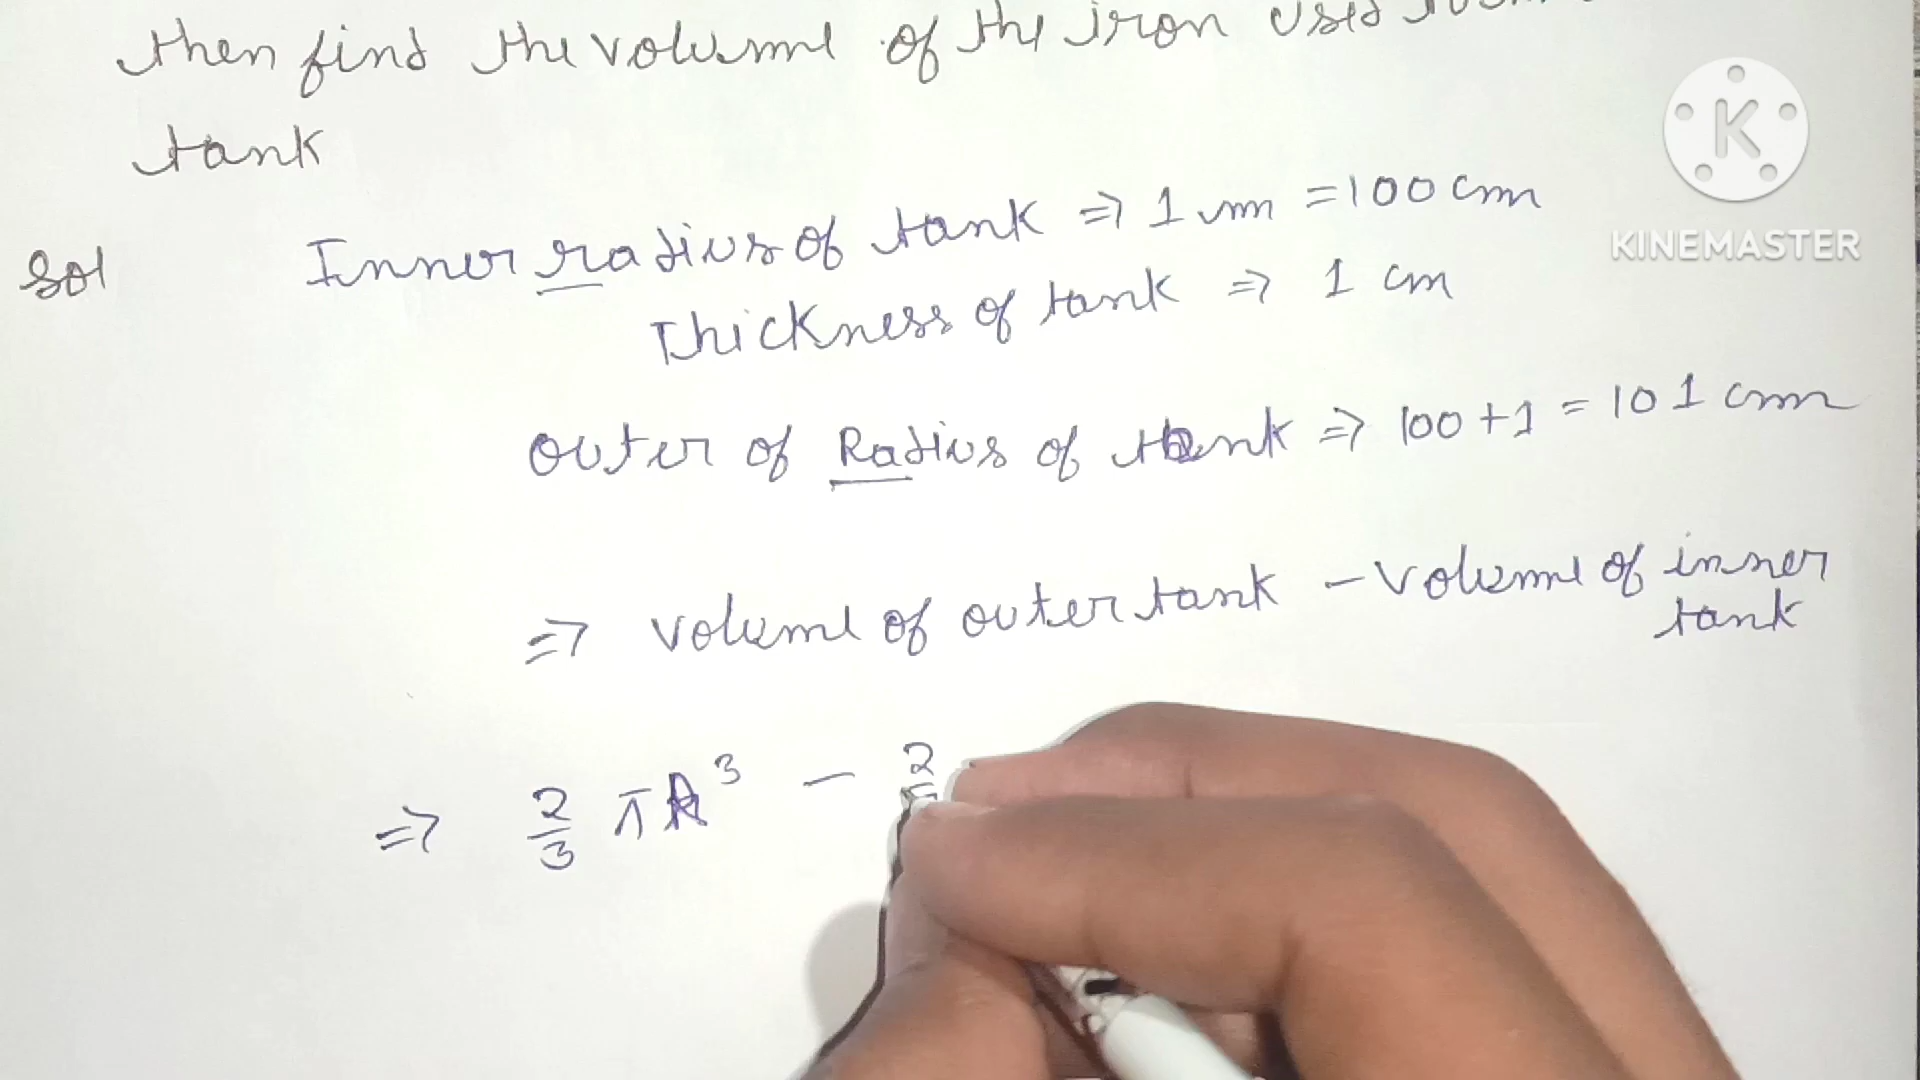 then find the volume of the iron used
tank
K
KINEMASTER
Sol Inner radius of tank ⇒ 1 m = 100 cm
Thickness of tank ⇒ 1 cm
outer of Radius of tank ⇒ 100 + 1 = 101 cm
⇒ volume of outer tank - volume of inner
tank
⇒ 2/3 πR³ - 2